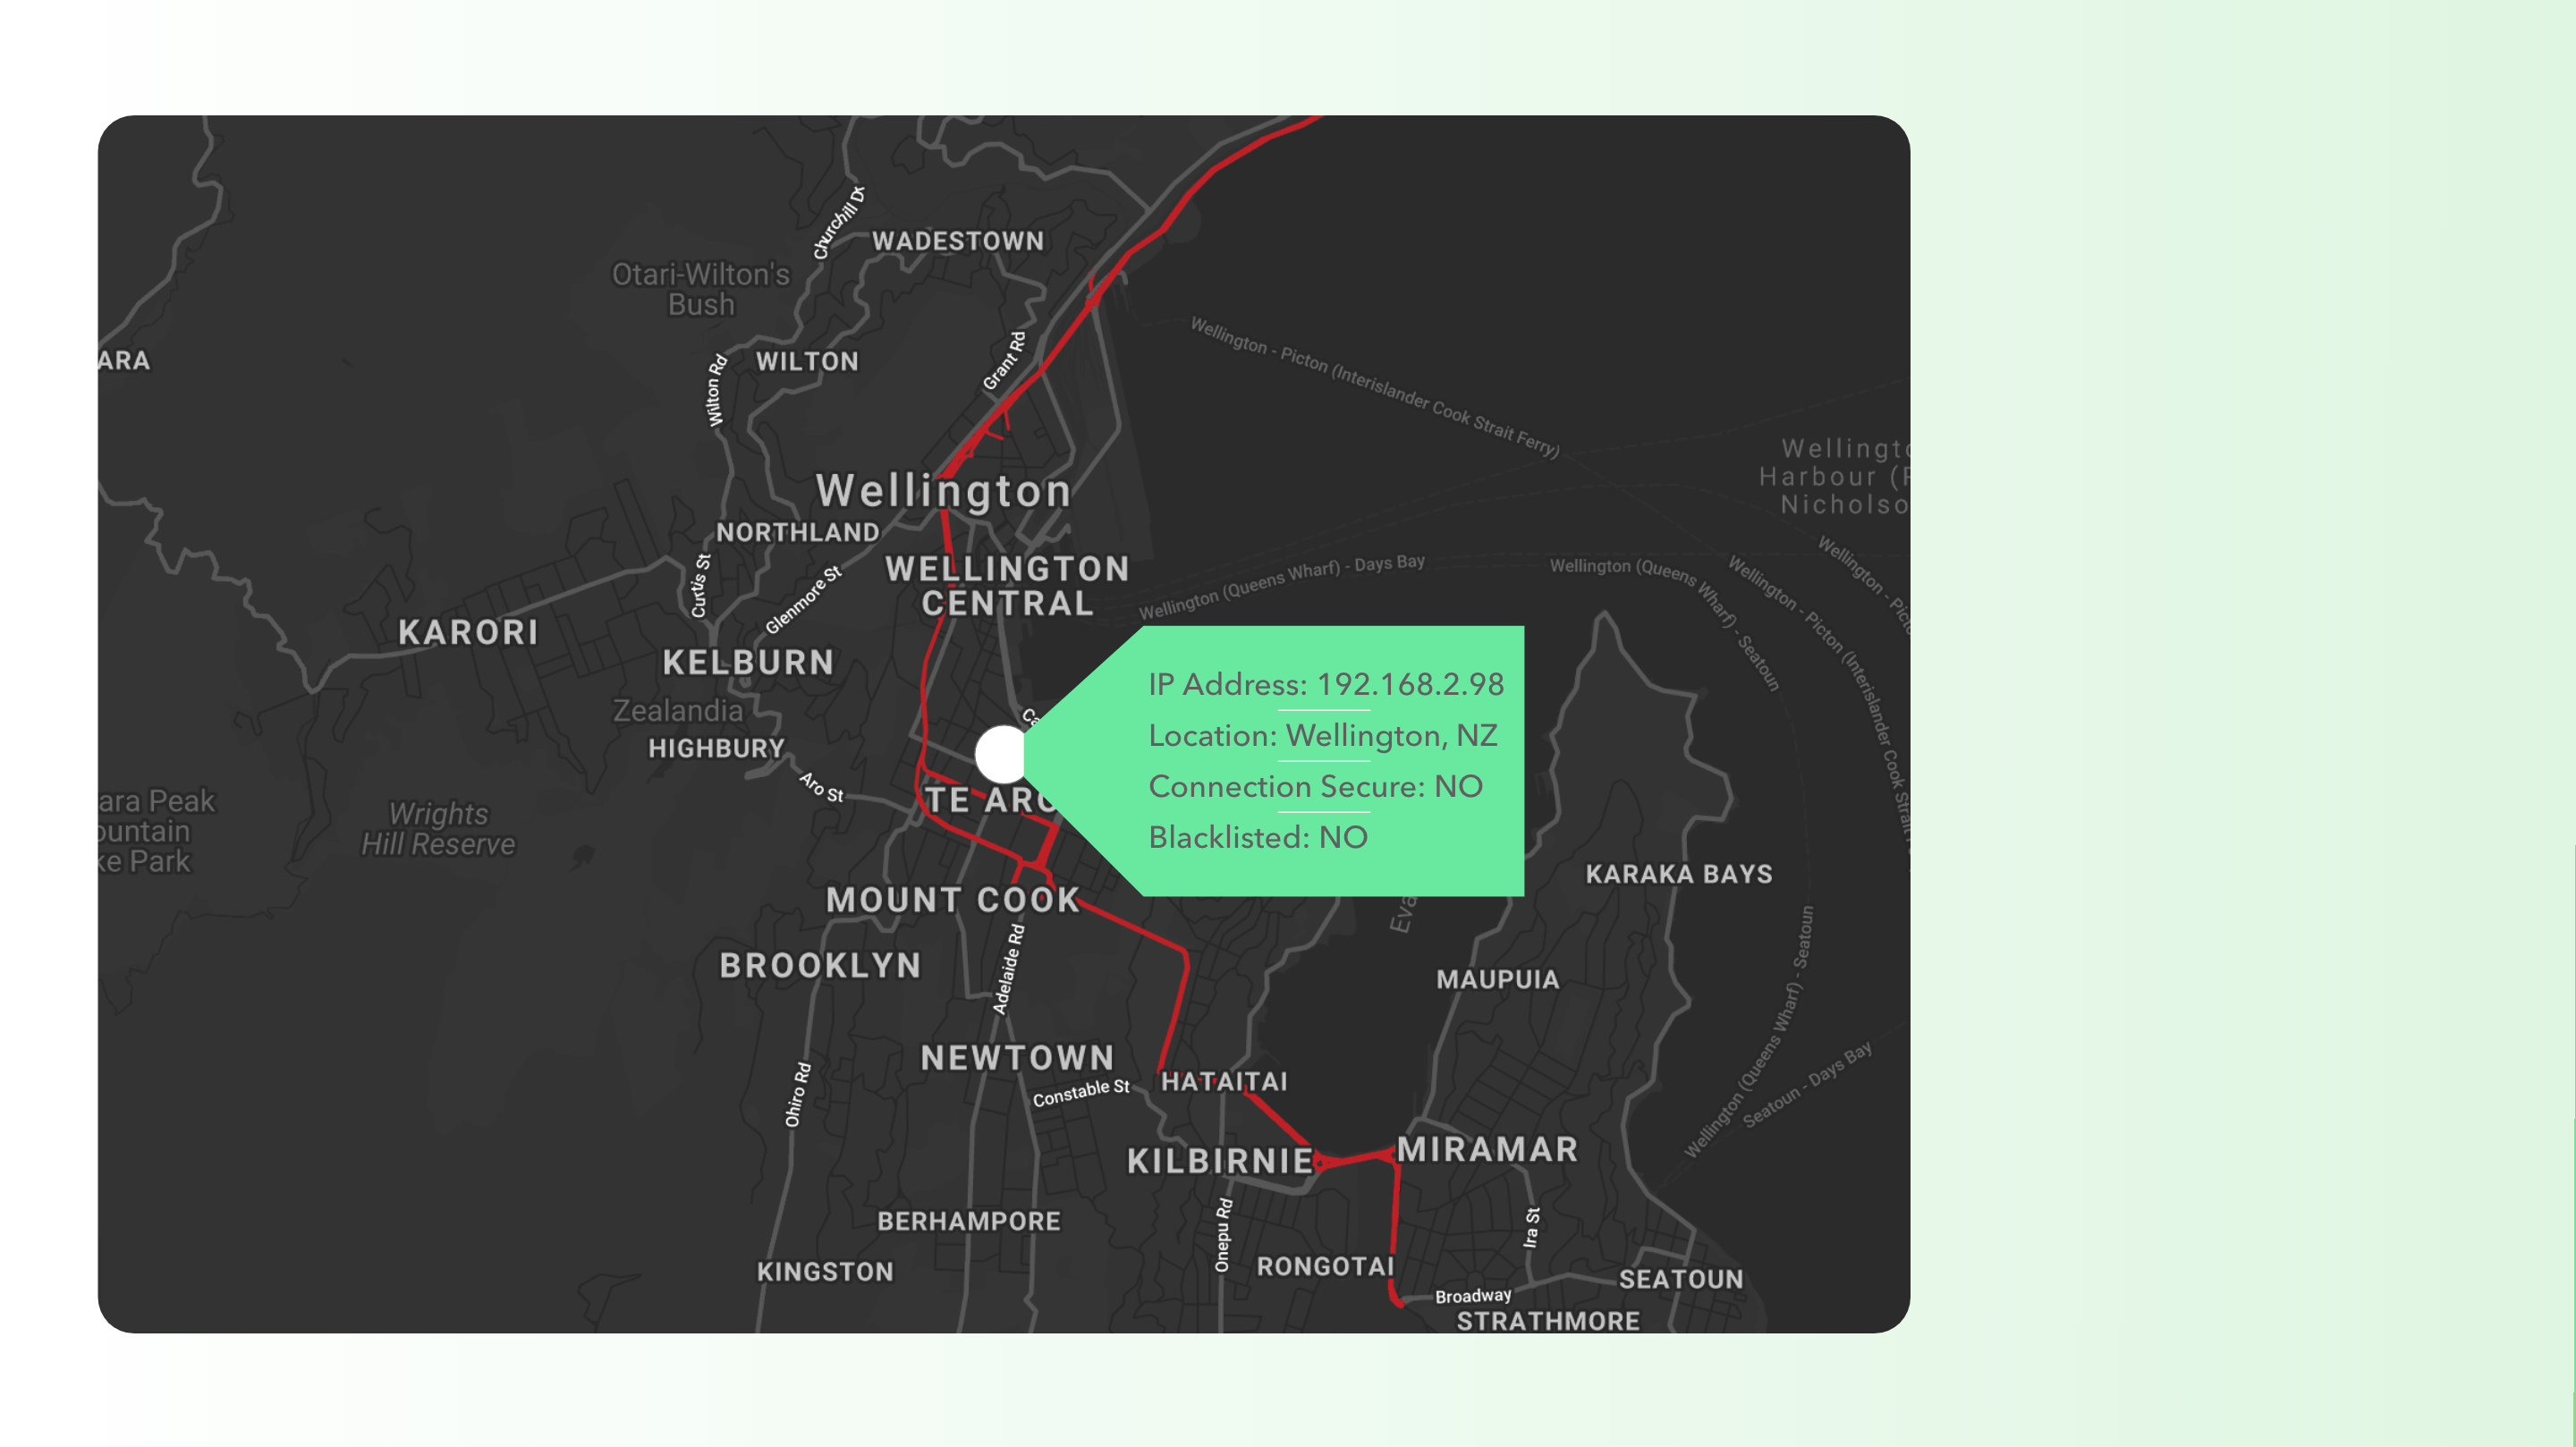 Churchill Dr
WADESTOWN
Otari-Wilton's
Bush
Grant Rd
ARA
WILTON
Wilton Rd
Wellington - Picton (Interislander Cook Strait Ferry)
Wellington
Harbour
Nicholso
Wellington
NORTHLAND
WELLINGTON
CENTRAL
Curtis St
Glenmore St
Wellington (Queens Wharf) - Days Bay
Wellington (Queens Wharf) - Seatoun
Wellington - Picton (Interislander Cook Strait
Wellington - Picto
KARORI
KELBURN
Zealandia
HIGHBURY
Aro St
IP Address: 192.168.2.98
Location: Wellington, NZ
Connection Secure: NO
Blacklisted: NO
TE ARO
ara Peak
ountain
ke Park
Wrights
Hill Reserve
MOUNT COOK
Eva
KARAKA BAYS
BROOKLYN
Adelaide Rd
MAUPUIA
Wellington (Queens Wharf) - Seatoun
NEWTOWN
Constable St
HATAITAI
Seatoun - Days Bay
Ohiro Rd
KILBIRNIE
MIRAMAR
BERHAMPORE
Onepu Rd
Ira St
KINGSTON
RONGOTAI
SEATOUN
Broadway
STRATHMORE